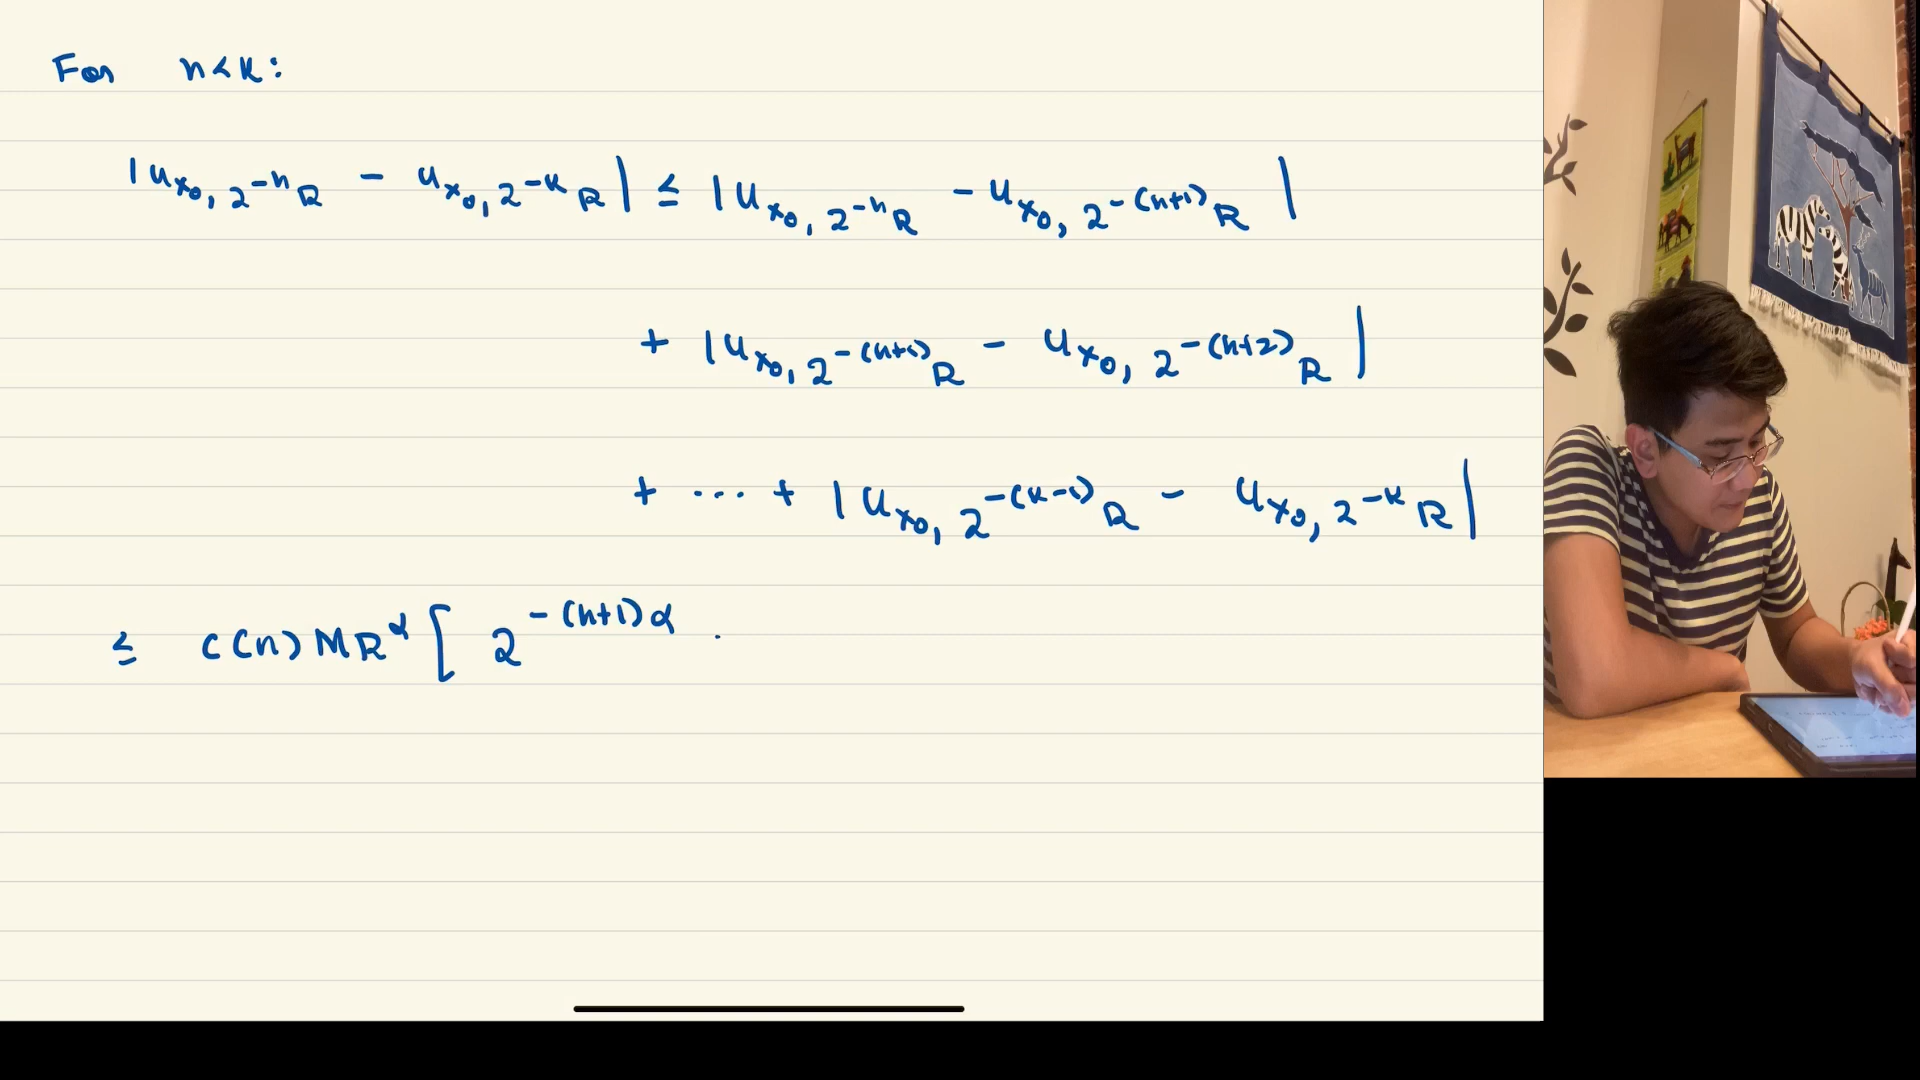 For n<k:
|u_{x_0, 2^{-n}R} - u_{x_0, 2^{-k}R}| ≤ |u_{x_0, 2^{-n}R} - u_{x_0, 2^{-(n+1)}R}|
+ |u_{x_0, 2^{-(n+1)}R} - u_{x_0, 2^{-(n+2)}R}|
+ ... + |u_{x_0, 2^{-(k-1)}R} - u_{x_0, 2^{-k}R}|
≤ C(n) M R^α [ 2^{-(n+1)α}